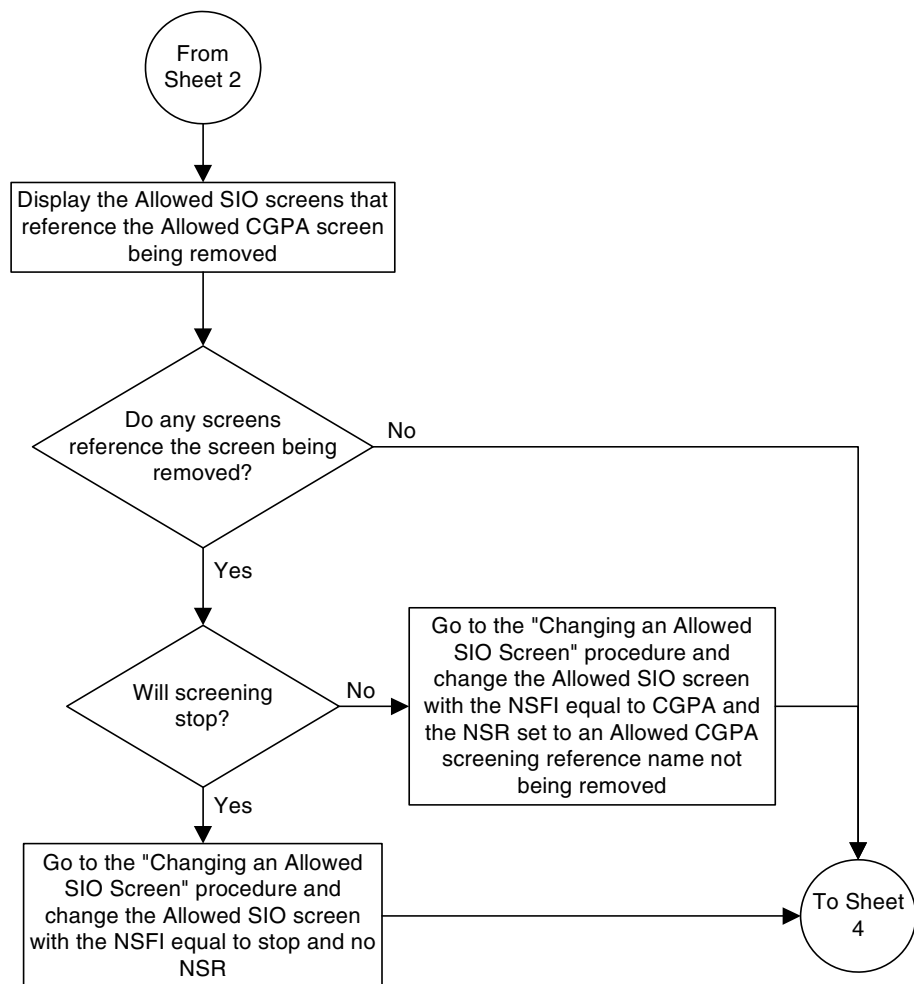 From
Sheet 2
Display the Allowed SIO screens that
reference the Allowed CGPA screen
being removed
Do any screens
reference the screen being
removed?
No
Yes
Will screening
stop?
No
Go to the "Changing an Allowed
SIO Screen" procedure and
change the Allowed SIO screen
with the NSFI equal to CGPA and
the NSR set to an Allowed CGPA
screening reference name not
being removed
Yes
Go to the "Changing an Allowed
SIO Screen" procedure and
change the Allowed SIO screen
with the NSFI equal to stop and no
NSR
To Sheet
4